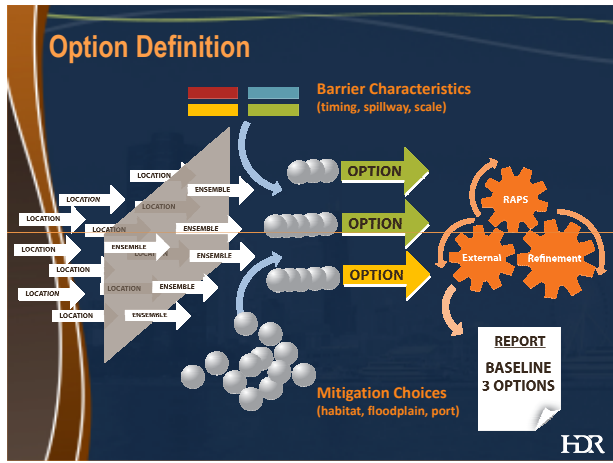 Option Definition
Barrier Characteristics
(timing, spillway, scale)
LOCATION
LOCATION
LOCATION
LOCATION
LOCATION
LOCATION
LOCATION
LOCATION
LOCATION
LOCATION
LOCATION
LOCATION
ENSEMBLE
ENSEMBLE
ENSEMBLE
ENSEMBLE
ENSEMBLE
ENSEMBLE
OPTION
OPTION
OPTION
RAPS
External
Refinement
REPORT
BASELINE
3 OPTIONS
Mitigation Choices
(habitat, floodplain, port)
HDR